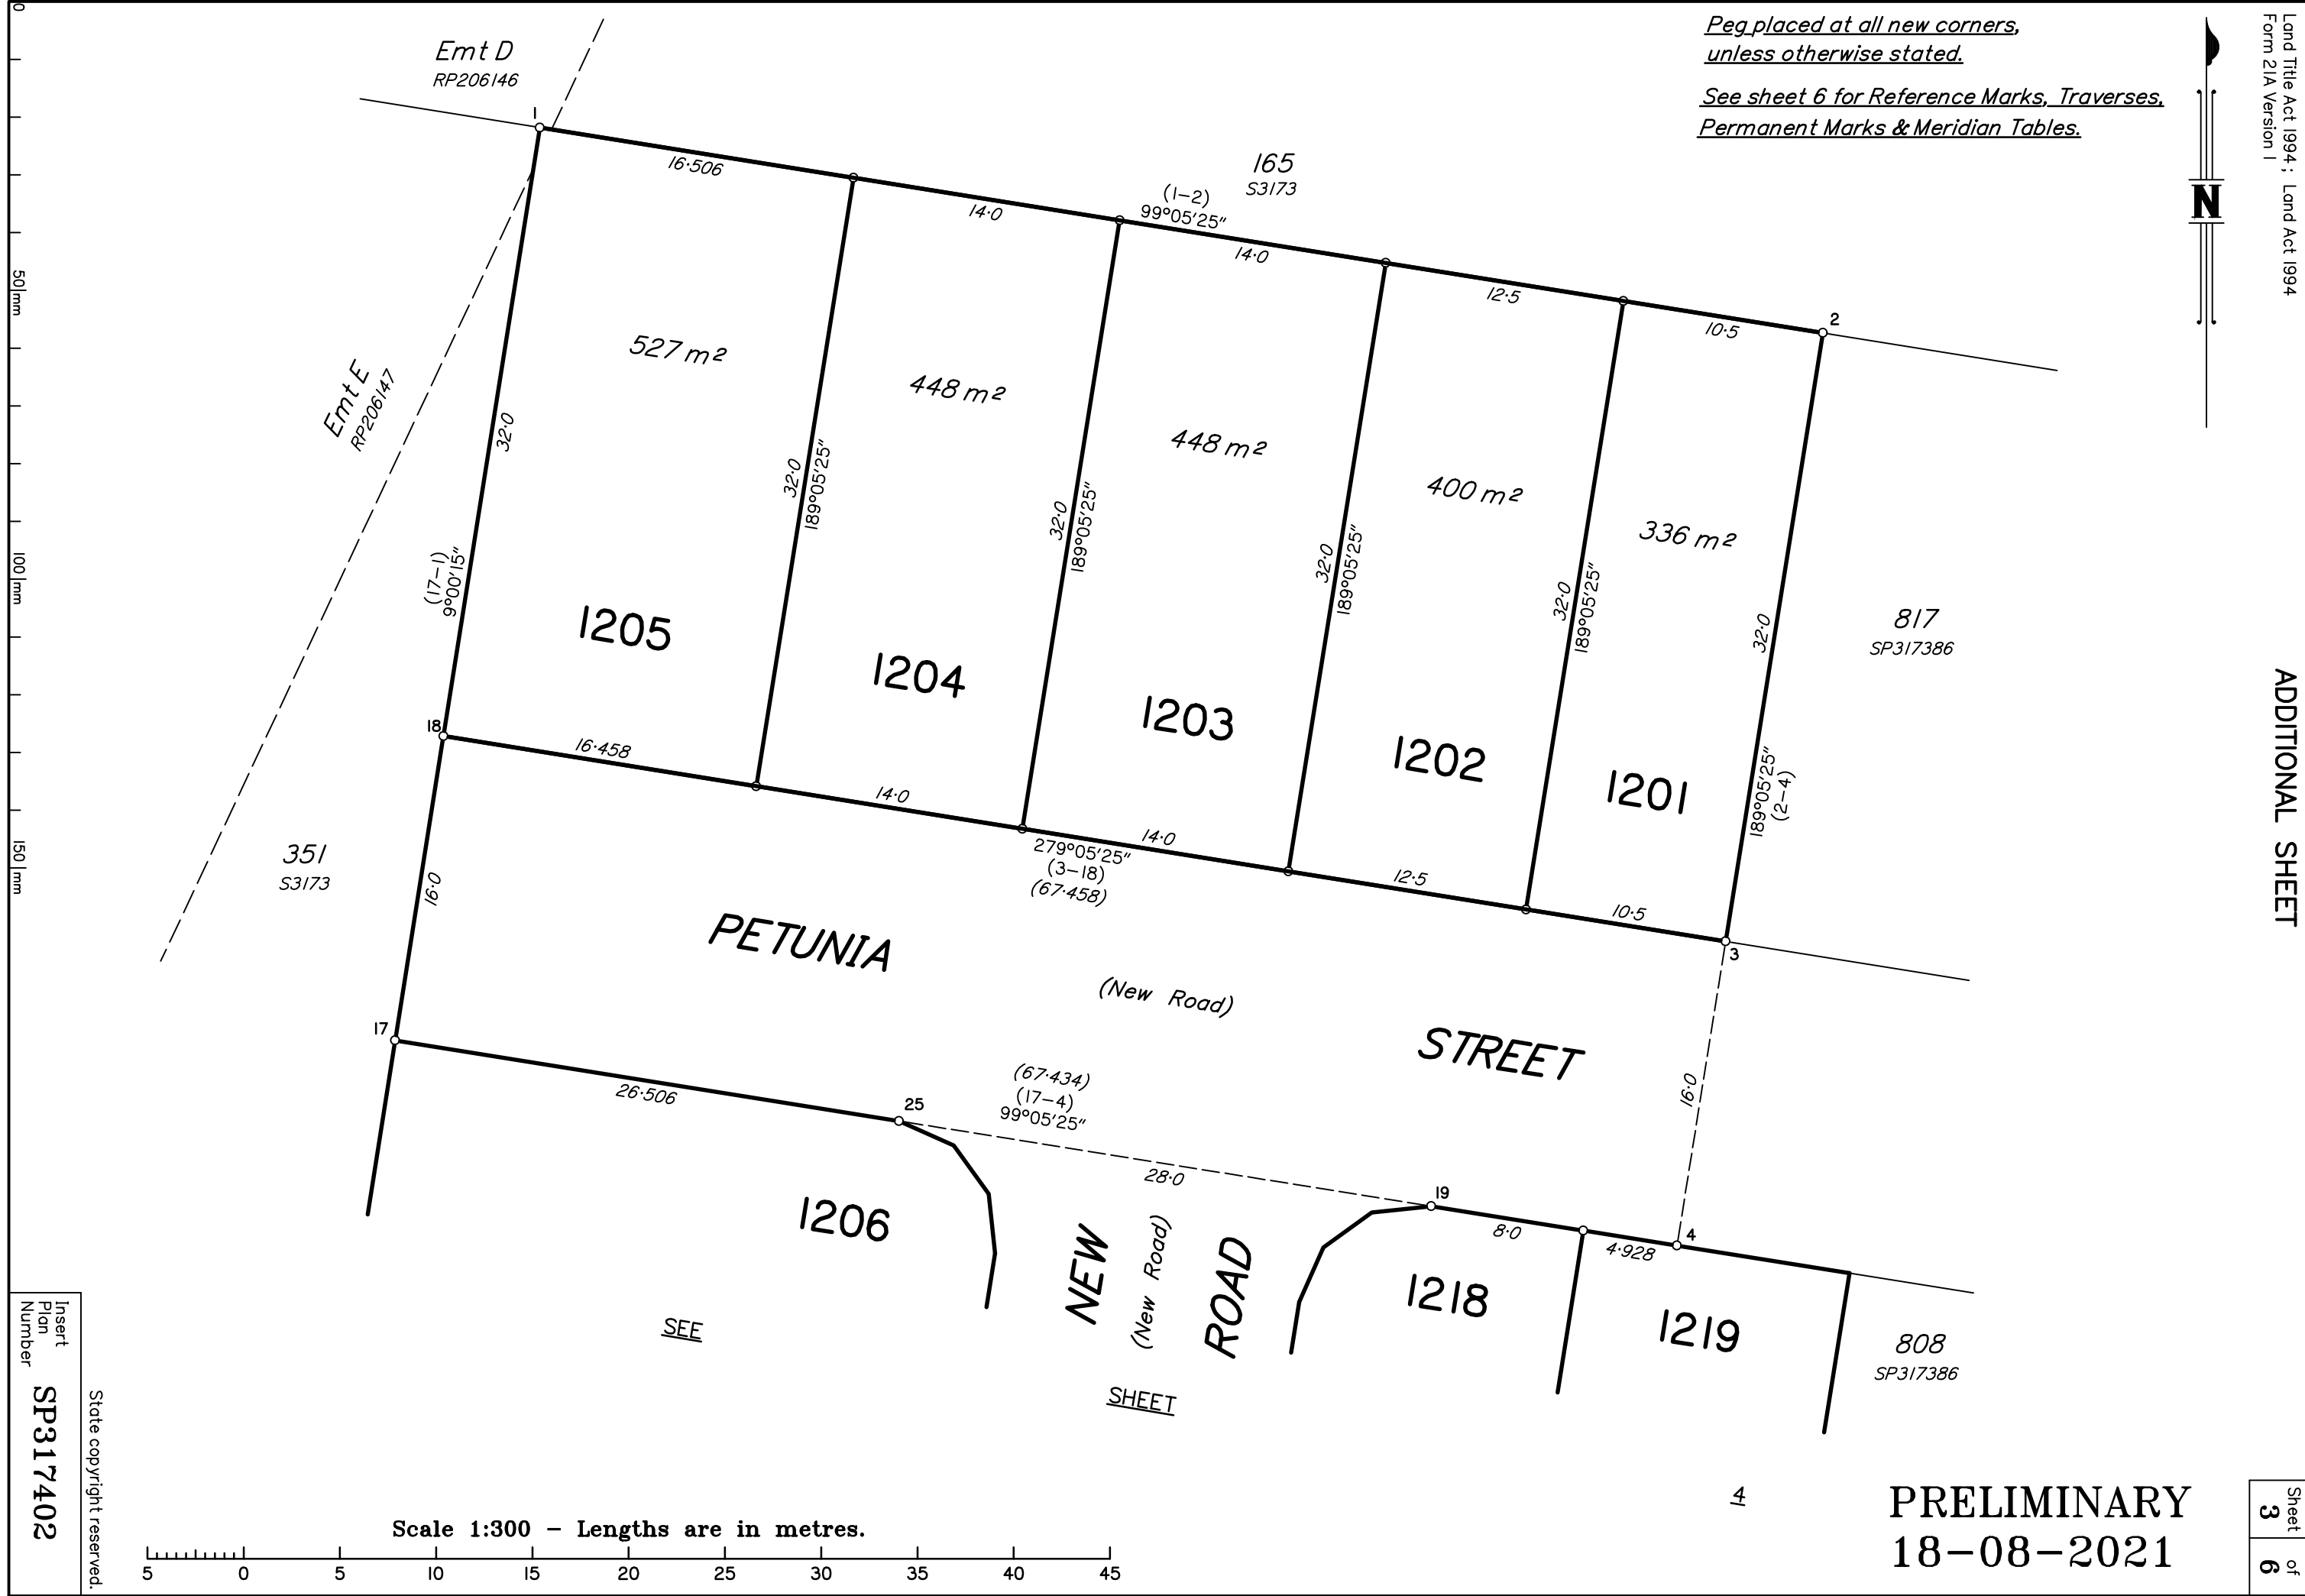 Peg placed at all new corners,
unless otherwise stated.
See sheet 6 for Reference Marks, Traverses,
Permanent Marks & Meridian Tables.
Land Title Act 1994 ; Land Act 1994
Form 21A Version 1
N
ADDITIONAL SHEET
Emt D
RP206146
1
16·506
14·0
165
S3173
(1-2)
99°05'25"
14·0
12·5
10·5
2
Emt E
RP206147
527 m²
448 m²
448 m²
400 m²
336 m²
32·0
(17-1)
9°00'15"
32·0
189°05'25"
32·0
189°05'25"
32·0
189°05'25"
32·0
189°05'25"
32·0
189°05'25"
(2-4)
817
SP317386
1205
1204
1203
1202
1201
18
16·458
14·0
14·0
279°05'25"
(3-18)
(67·458)
12·5
10·5
3
351
S3173
16·0
PETUNIA
(New Road)
STREET
16·0
17
26·506
25
(67·434)
(17-4)
99°05'25"
28·0
19
8·0
4·928
4
1206
NEW
(New Road)
ROAD
1218
1219
808
SP317386
SEE
SHEET
4
0
50 mm
100 mm
150 mm
Insert
Plan
Number
SP317402
State copyright reserved.
Scale 1:300 - Lengths are in metres.
5 0 5 10 15 20 25 30 35 40 45
PRELIMINARY
18-08-2021
Sheet of
3 6